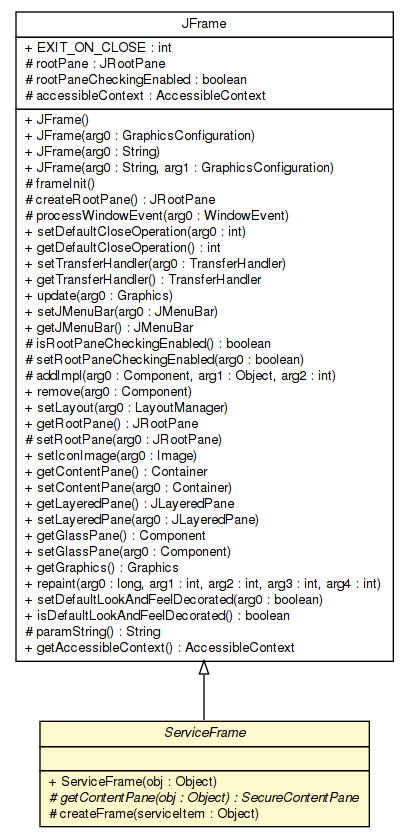 JFrame
+ EXIT_ON_CLOSE : int
# rootPane : JRootPane
# rootPaneCheckingEnabled : boolean
# accessibleContext : AccessibleContext
+ JFrame()
+ JFrame(arg0 : GraphicsConfiguration)
+ JFrame(arg0 : String)
+ JFrame(arg0 : String, arg1 : GraphicsConfiguration)
# frameInit()
# createRootPane() : JRootPane
# processWindowEvent(arg0 : WindowEvent)
+ setDefaultCloseOperation(arg0 : int)
+ getDefaultCloseOperation() : int
+ setTransferHandler(arg0 : TransferHandler)
+ getTransferHandler() : TransferHandler
+ update(arg0 : Graphics)
+ setJMenuBar(arg0 : JMenuBar)
+ getJMenuBar() : JMenuBar
# isRootPaneCheckingEnabled() : boolean
# setRootPaneCheckingEnabled(arg0 : boolean)
# addImpl(arg0 : Component, arg1 : Object, arg2 : int)
+ remove(arg0 : Component)
+ setLayout(arg0 : LayoutManager)
+ getRootPane() : JRootPane
# setRootPane(arg0 : JRootPane)
+ setIconImage(arg0 : Image)
+ getContentPane() : Container
+ setContentPane(arg0 : Container)
+ getLayeredPane() : JLayeredPane
+ setLayeredPane(arg0 : JLayeredPane)
+ getGlassPane() : Component
+ setGlassPane(arg0 : Component)
+ getGraphics() : Graphics
+ repaint(arg0 : long, arg1 : int, arg2 : int, arg3 : int, arg4 : int)
+ setDefaultLookAndFeelDecorated(arg0 : boolean)
+ isDefaultLookAndFeelDecorated() : boolean
# paramString() : String
+ getAccessibleContext() : AccessibleContext
ServiceFrame
+ ServiceFrame(obj : Object)
# getContentPane(obj : Object) : SecureContentPane
# createFrame(serviceItem : Object)